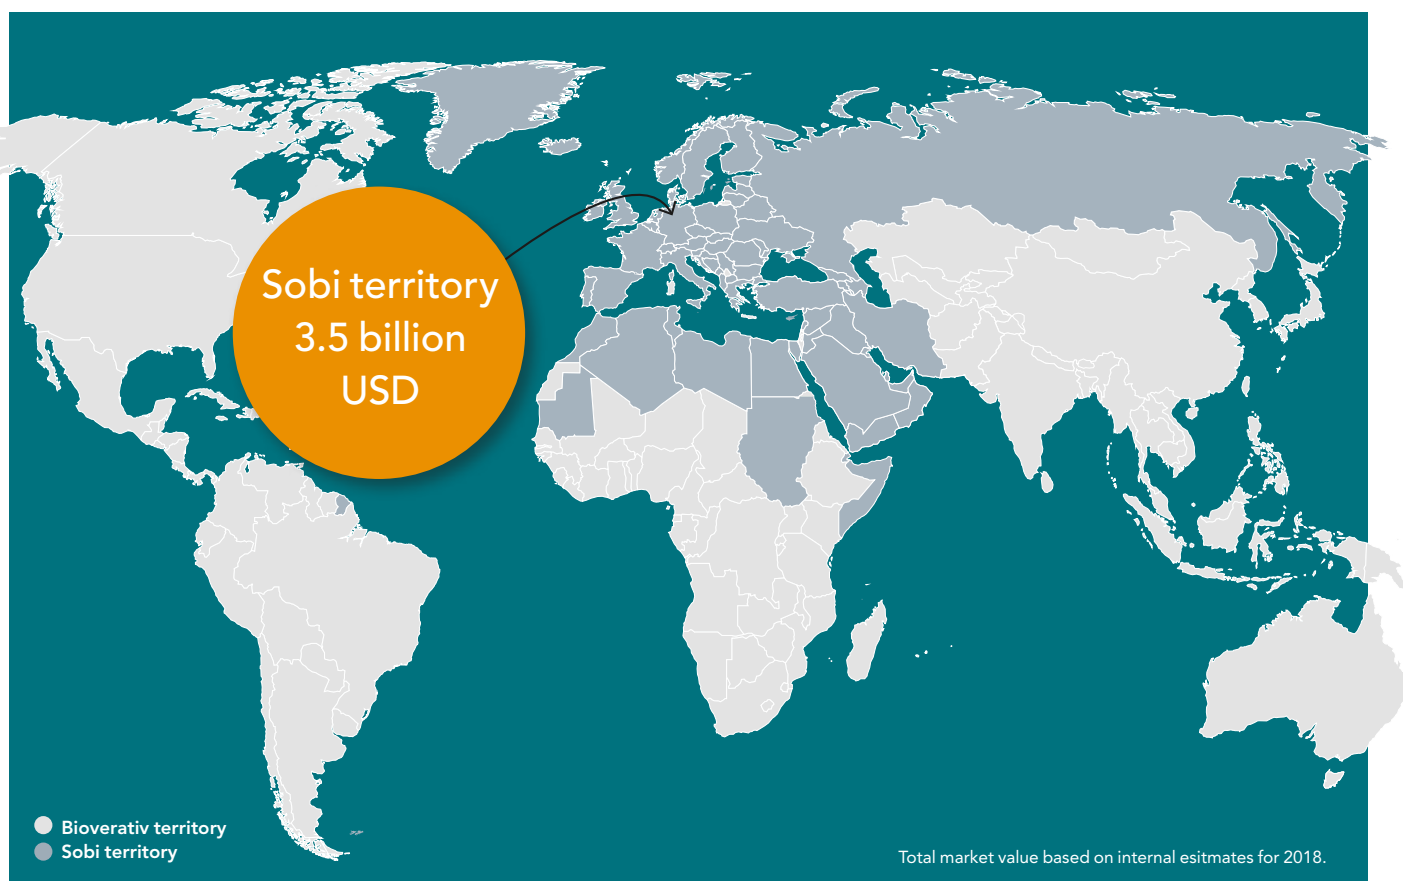 Sobi territory
3.5 billion
USD
Bioverativ territory
Sobi territory
Total market value based on internal esitmates for 2018.